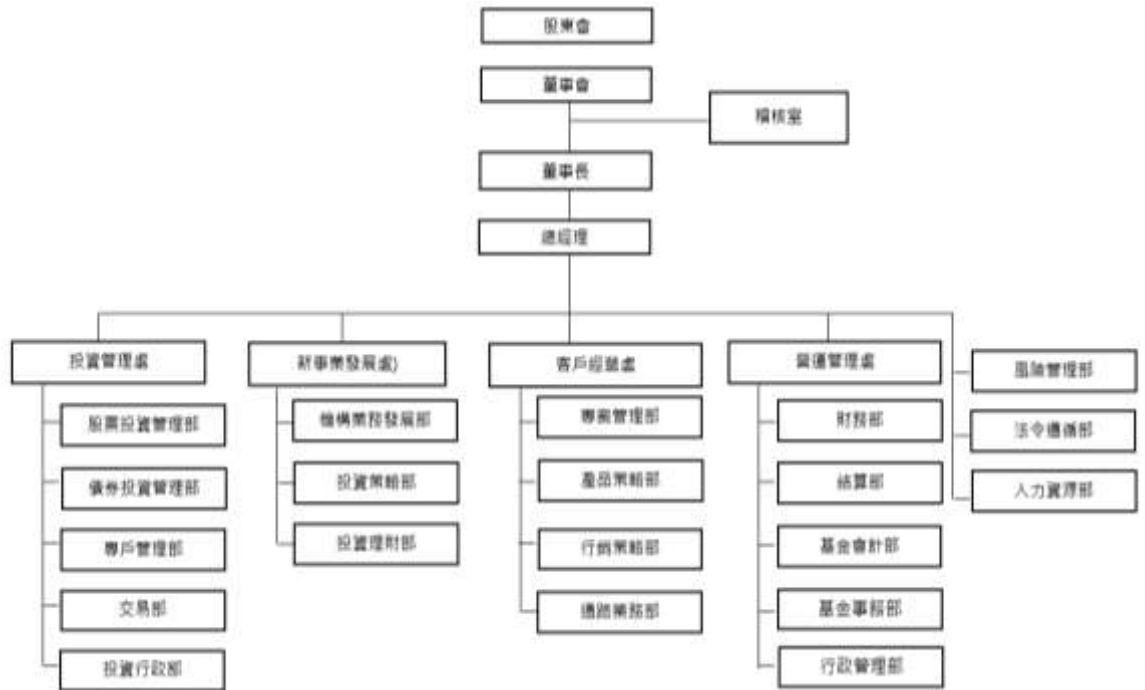 股東會
董事會
稽核室
董事長
總經理
投資管理處
新事業發展處)
客戶經營處
營運管理處
風險管理部
股票投資管理部
機構業務發展部
專案管理部
財務部
法令遵循部
債券投資管理部
投資策略部
產品策略部
結算部
人力資源部
專戶管理部
投資理財部
行銷策略部
基金會計部
交易部
通路業務部
基金事務部
投資行政部
行政管理部